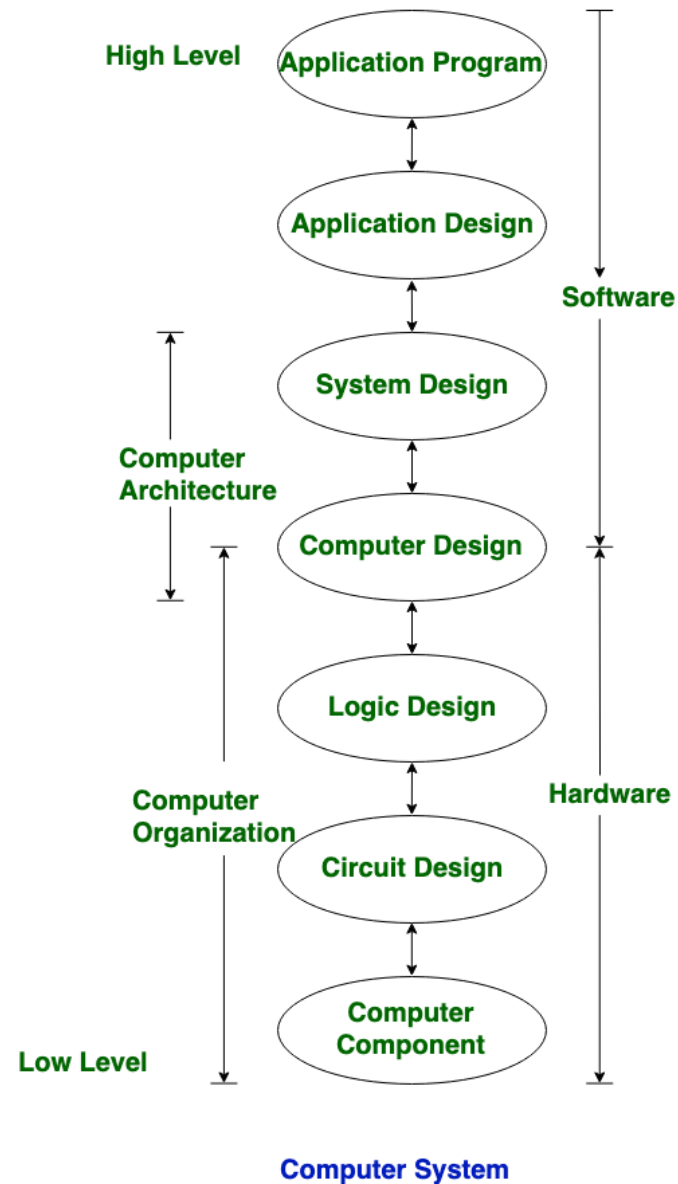 High Level
Application Program
Application Design
Software
System Design
Computer
Architecture
Computer Design
Logic Design
Hardware
Computer
Organization
Circuit Design
Computer
Component
Low Level
Computer System